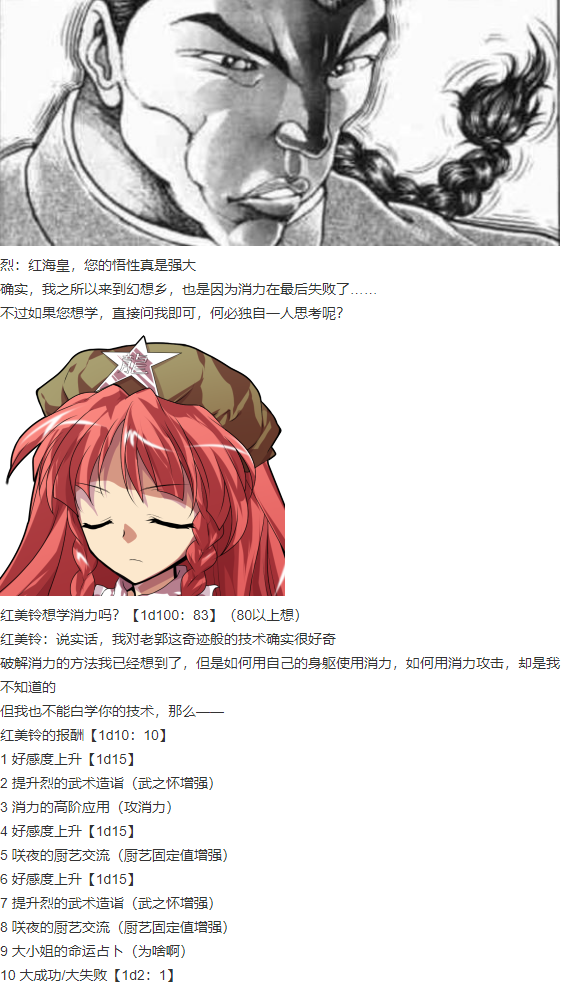 烈：红海皇，您的悟性真是强大
确实，我之所以来到幻想乡，也是因为消力在最后失败了……
不过如果您想学，直接问我即可，何必独自一人思考呢？
红美铃想学消力吗？【1d100：83】（80以上想）
红美铃：说实话，我对老郭这奇迹般的技术确实很好奇
破解消力的方法我已经想到了，但是如何用自己的身躯使用消力，如何用消力攻击，却是我
不知道的
但我也不能白学你的技术，那么——
红美铃的报酬【1d10：10】
1 好感度上升【1d15】
2 提升烈的武术造诣（武之怀增强）
3 消力的高阶应用（攻消力）
4 好感度上升【1d15】
5 咲夜的厨艺交流（厨艺固定值增强）
6 好感度上升【1d15】
7 提升烈的武术造诣（武之怀增强）
8 咲夜的厨艺交流（厨艺固定值增强）
9 大小姐的命运占卜（为啥啊）
10 大成功/大失败【1d2：1】